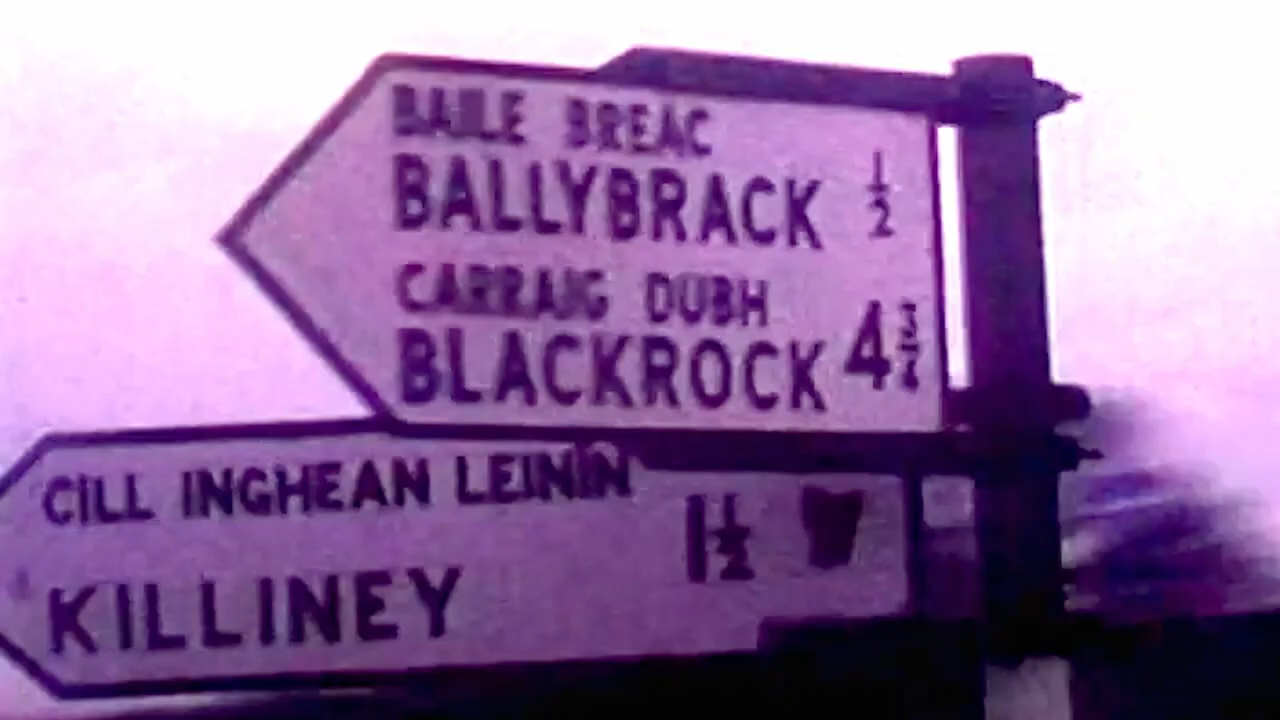 BAILE BREAC
BALLYBRACK ½
CARRAIG DUBH
BLACKROCK 4¾
CILL INGHEAN LEININ
1½
KILLINEY